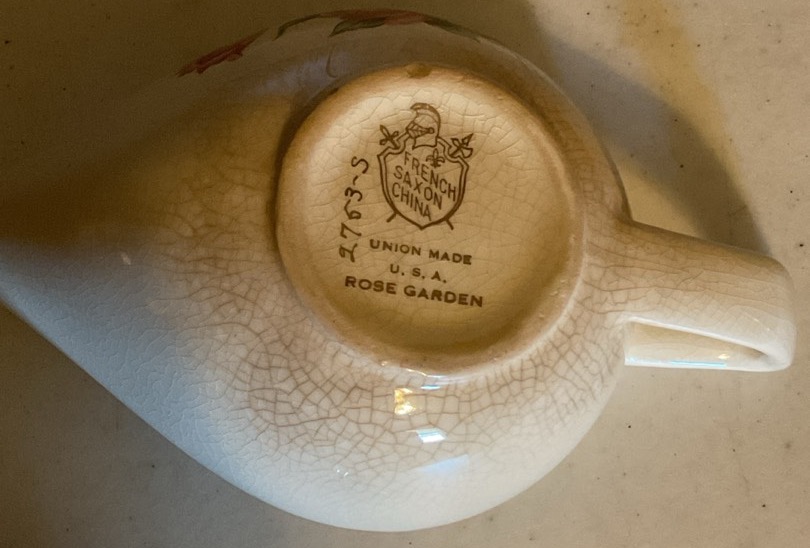 FRENCH
SAXON
CHINA
UNION MADE
U. S. A.
ROSE GARDEN
2763-S